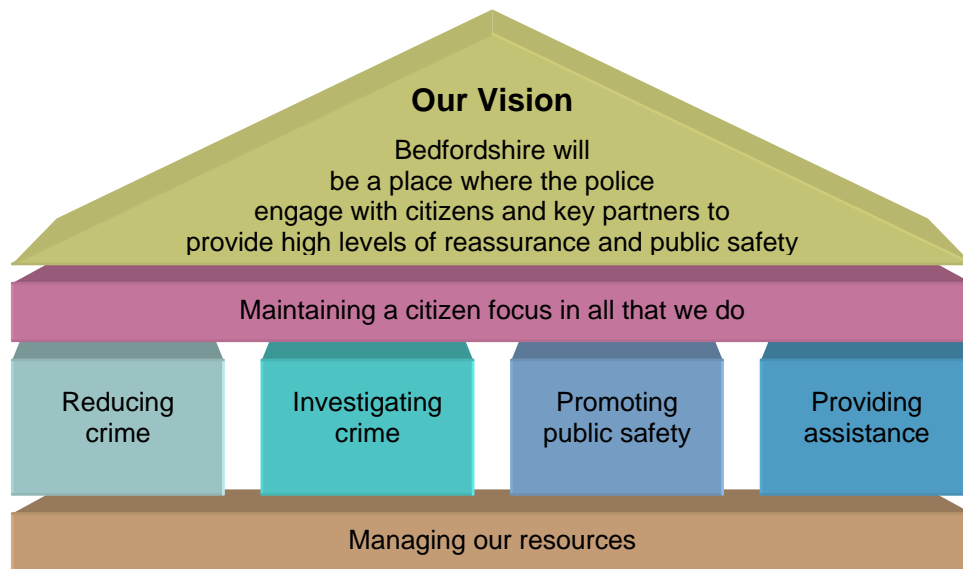 Our Vision
Bedfordshire will
be a place where the police
engage with citizens and key partners to
provide high levels of reassurance and public safety
Maintaining a citizen focus in all that we do
Reducing
crime
Investigating
crime
Promoting
public safety
Providing
assistance
Managing our resources